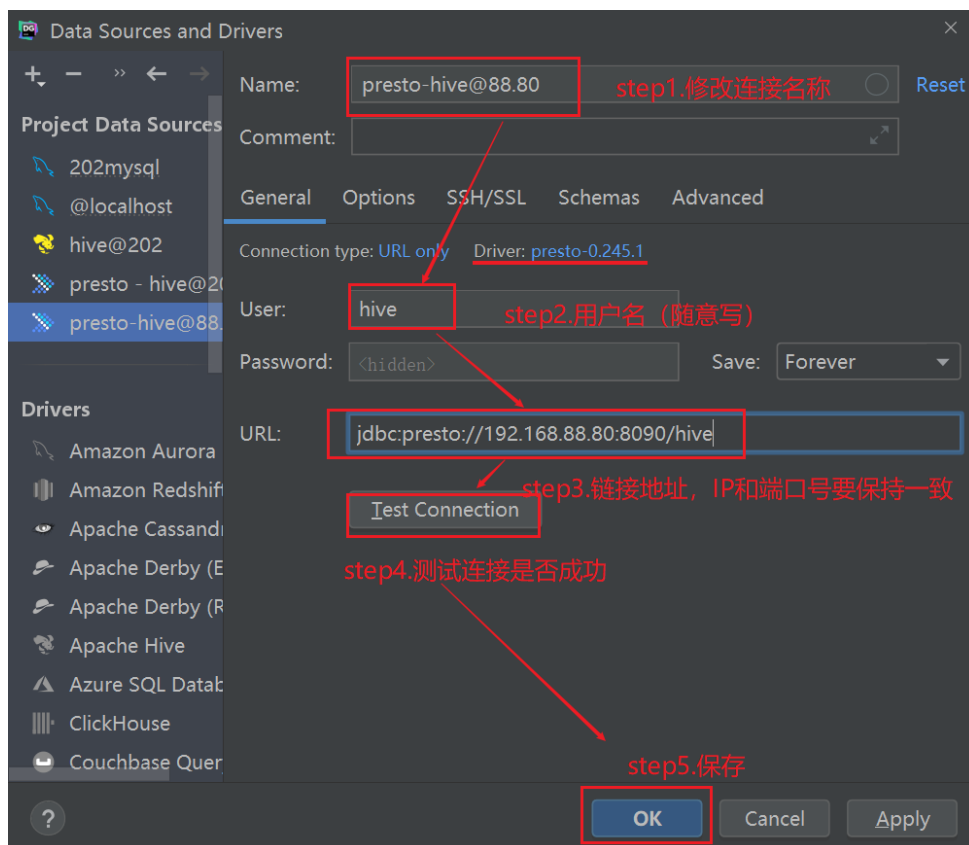 Data Sources and Drivers
Name:
presto-hive@88.80
step1.修改连接名称
Reset
Project Data Sources
Comment:
202mysql
@localhost
hive@202
presto - hive@20
presto-hive@88.
General
Options
SSH/SSL
Schemas
Advanced
Connection type: URL only
Driver: presto-0.245.1
User:
hive
step2.用户名（随意写）
Password:
<hidden>
Save:
Forever
URL:
jdbc:presto://192.168.88.80:8090/hive
step3.链接地址，IP和端口号要保持一致
Test Connection
step4.测试连接是否成功
Drivers
Amazon Aurora
Amazon Redshift
Apache Cassand
Apache Derby (E
Apache Derby (R
Apache Hive
Azure SQL Datab
ClickHouse
Couchbase Quer
step5.保存
?
OK
Cancel
Apply